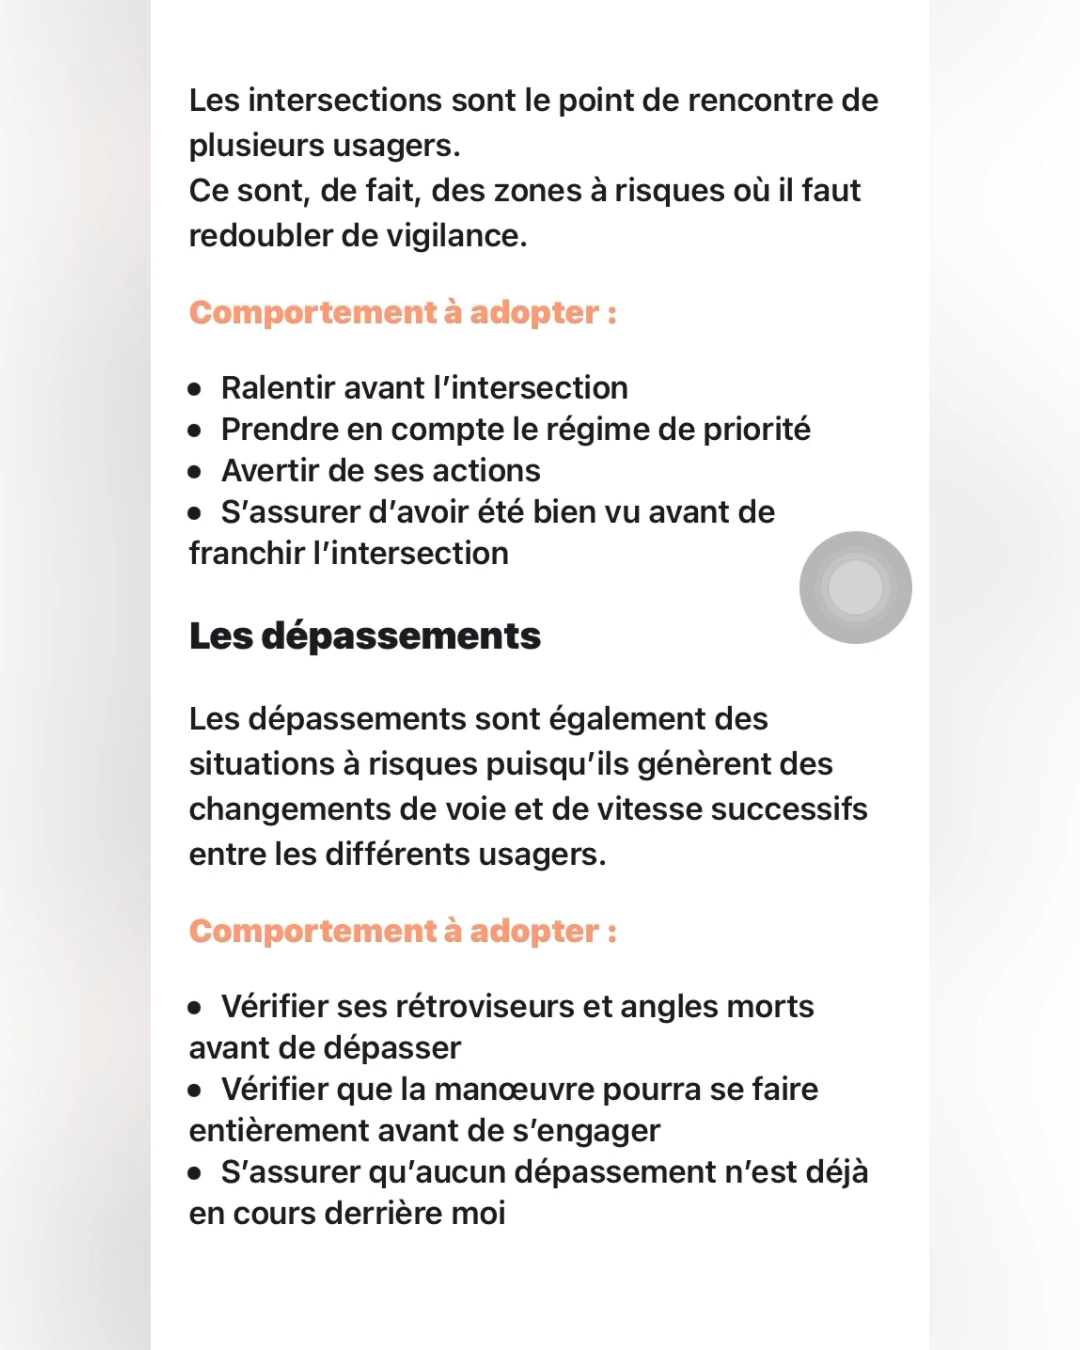 Les intersections sont le point de rencontre de
plusieurs usagers.
Ce sont, de fait, des zones à risques où il faut
redoubler de vigilance.
Comportement à adopter :
• Ralentir avant l’intersection
• Prendre en compte le régime de priorité
• Avertir de ses actions
• S’assurer d’avoir été bien vu avant de
franchir l’intersection
Les dépassements
Les dépassements sont également des
situations à risques puisqu’ils génèrent des
changements de voie et de vitesse successifs
entre les différents usagers.
Comportement à adopter :
• Vérifier ses rétroviseurs et angles morts
avant de dépasser
• Vérifier que la manœuvre pourra se faire
entièrement avant de s’engager
• S’assurer qu’aucun dépassement n’est déjà
en cours derrière moi